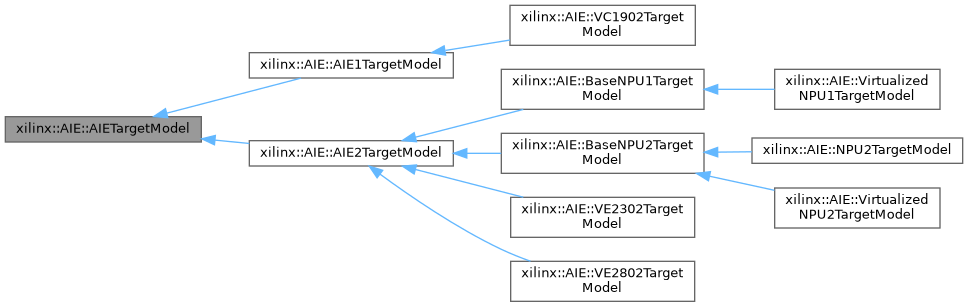 xilinx::AIE::AIETargetModel
xilinx::AIE::AIE1TargetModel
xilinx::AIE::VC1902Target
Model
xilinx::AIE::AIE2TargetModel
xilinx::AIE::BaseNPU1Target
Model
xilinx::AIE::Virtualized
NPU1TargetModel
xilinx::AIE::BaseNPU2Target
Model
xilinx::AIE::NPU2TargetModel
xilinx::AIE::Virtualized
NPU2TargetModel
xilinx::AIE::VE2302Target
Model
xilinx::AIE::VE2802Target
Model